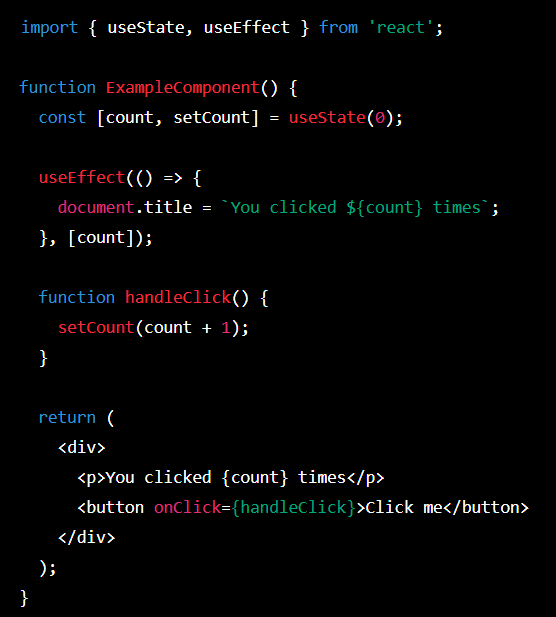 import { useState, useEffect } from 'react';

function ExampleComponent() {
  const [count, setCount] = useState(0);

  useEffect(() => {
    document.title = `You clicked ${count} times`;
  }, [count]);

  function handleClick() {
    setCount(count + 1);
  }

  return (
    <div>
      <p>You clicked {count} times</p>
      <button onClick={handleClick}>Click me</button>
    </div>
  );
}